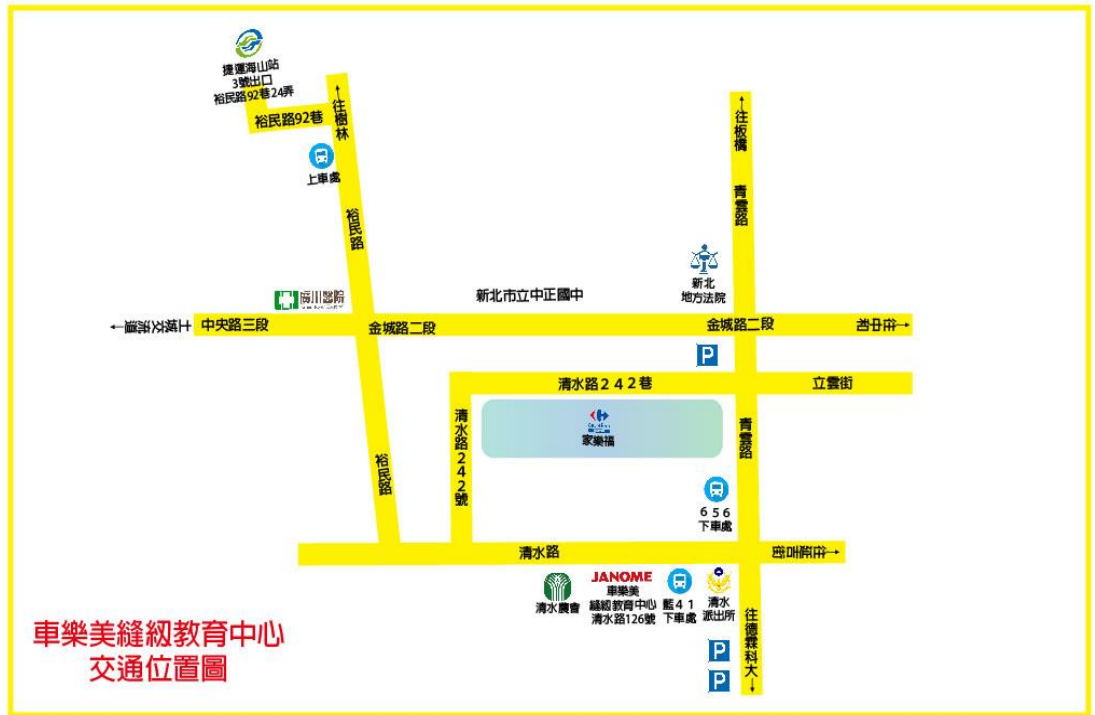 捷運海山站
3號出口
裕民路92巷24弄
裕民路92巷
←往樹林
上車處
裕民路
←往板橋
青雲路
新北
地方法院
廣川醫院
新北市立中正國中
←土城交流道
中央路三段
金城路二段
金城路二段
往中和→
P
清水路242巷
立雲街
清水路242號
家樂福
青雲路
裕民路
656
下車處
清水路
往延吉街→
清水農會
JANOME
車樂美
縫紉教育中心
清水路126號
藍41
下車處
清水
派出所
往德霖科大→
P
P
車樂美縫紉教育中心
交通位置圖